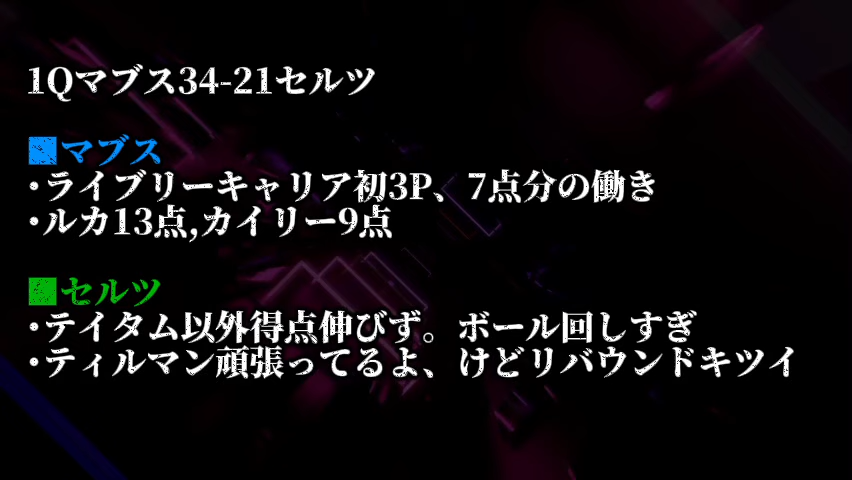 1Qマブス34-21セルツ
■マブス
・ライブリーキャリア初3P、7点分の働き
・ルカ13点,カイリー9点
■セルツ
・テイタム以外得点伸びず。ボール回しすぎ
・ティルマン頑張ってるよ、けどリバウンドキツイ